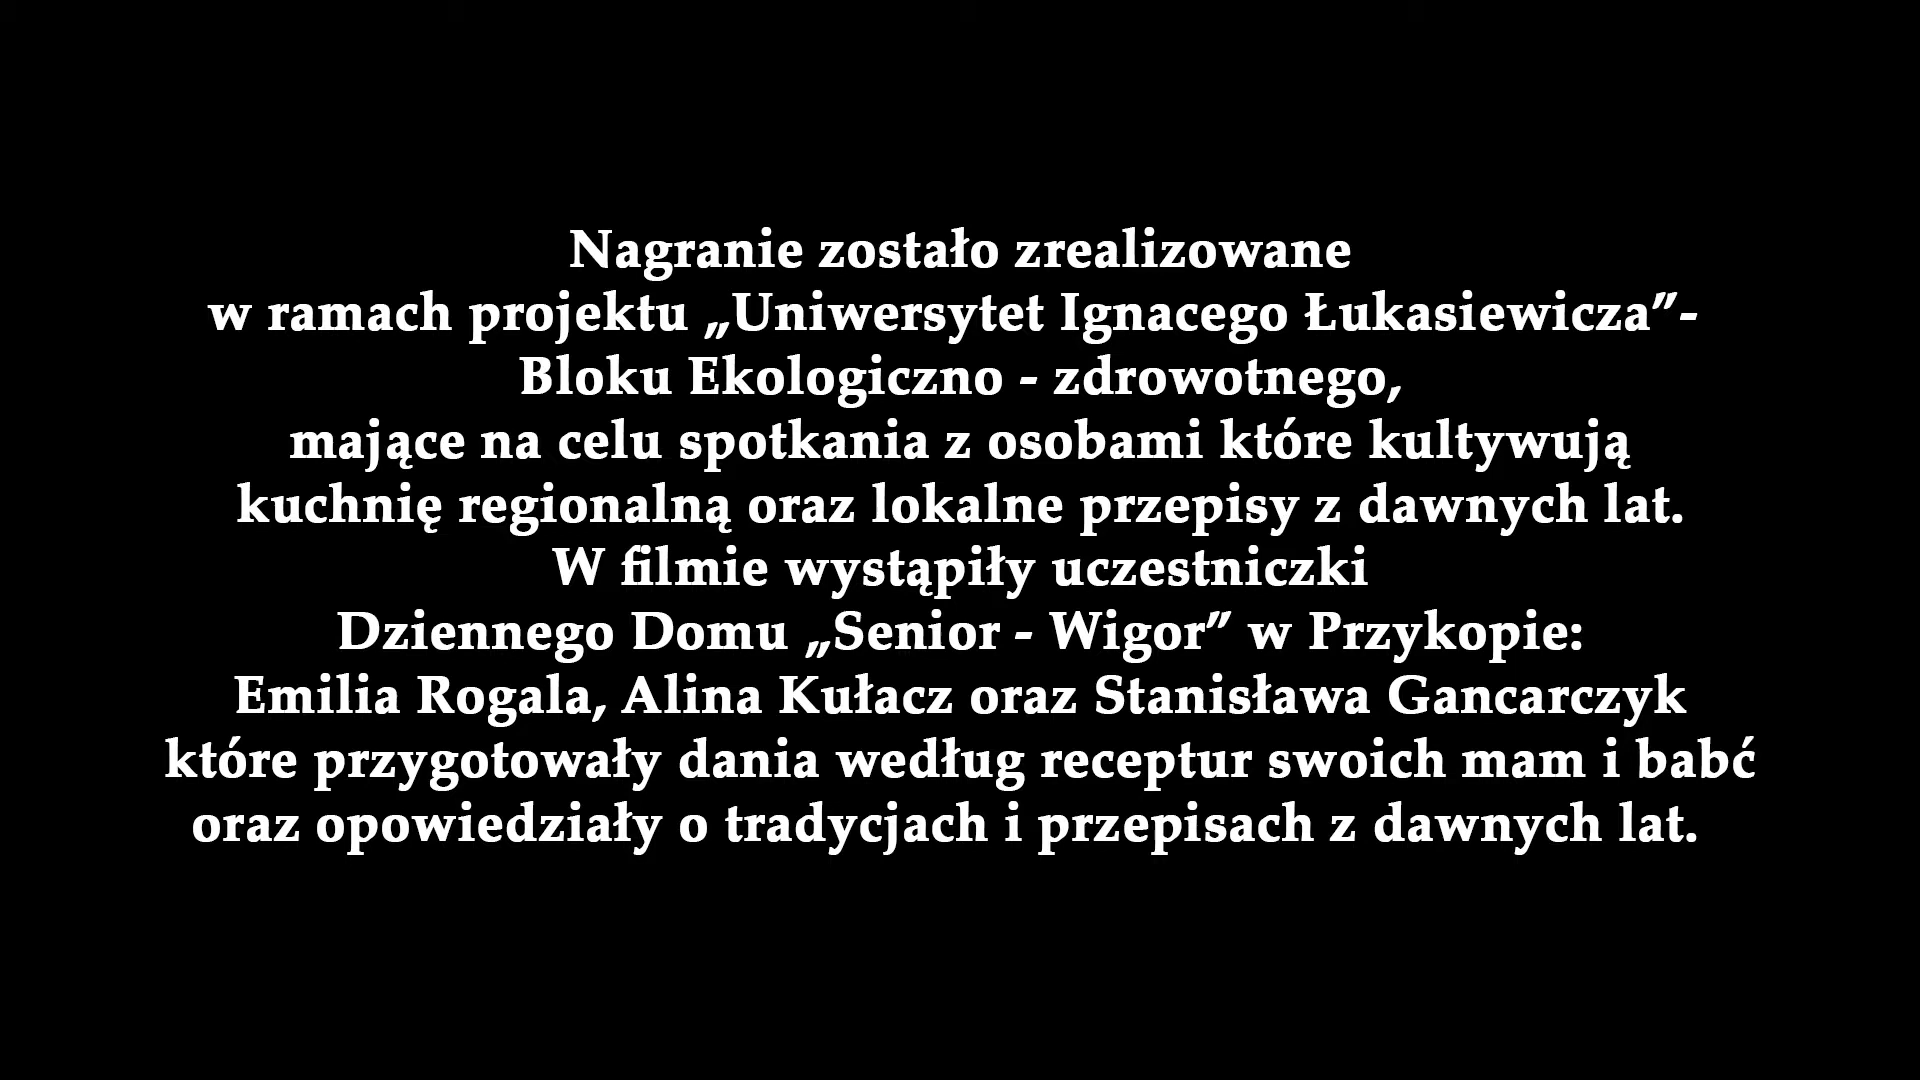 Nagranie zostało zrealizowane
w ramach projektu „Uniwersytet Ignacego Łukasiewicza”-
Bloku Ekologiczno - zdrowotnego,
mające na celu spotkania z osobami które kultywują
kuchnię regionalną oraz lokalne przepisy z dawnych lat.
W filmie wystąpiły uczestniczki
Dziennego Domu „Senior - Wigor” w Przykopie:
Emilia Rogala, Alina Kułacz oraz Stanisława Gancarczyk
które przygotowały dania według receptur swoich mam i babć
oraz opowiedziały o tradycjach i przepisach z dawnych lat.